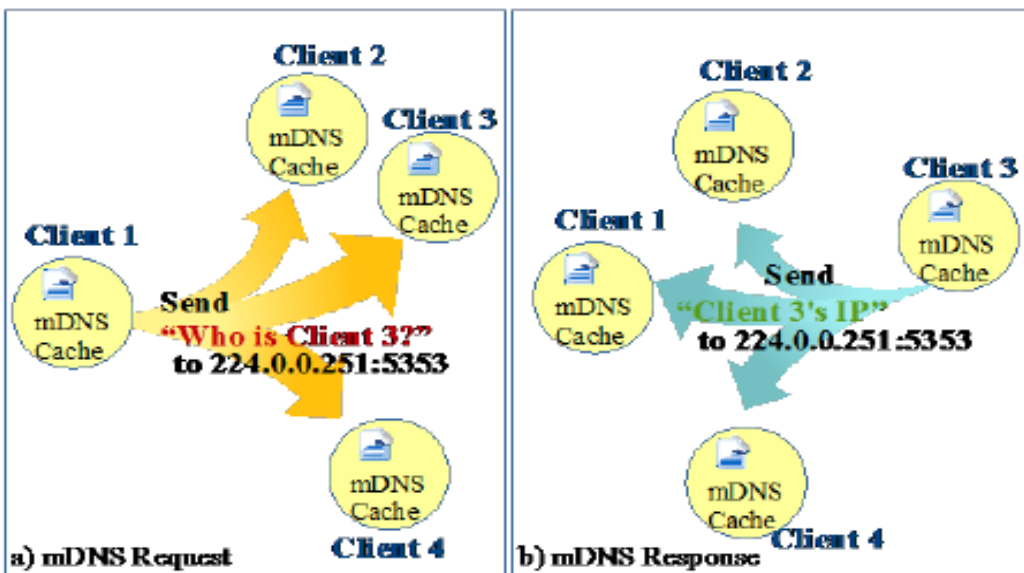 Client 2
mDNS
Cache
Client 3
mDNS
Cache
Client 1
mDNS
Cache
Send
“Who is Client 3?”
to 224.0.0.251:5353
mDNS
Cache
Client 4
a) mDNS Request
Client 2
mDNS
Cache
Client 3
mDNS
Cache
Client 1
mDNS
Cache
Send
“Client 3's IP”
to 224.0.0.251:5353
mDNS
Cache
Client 4
b) mDNS Response